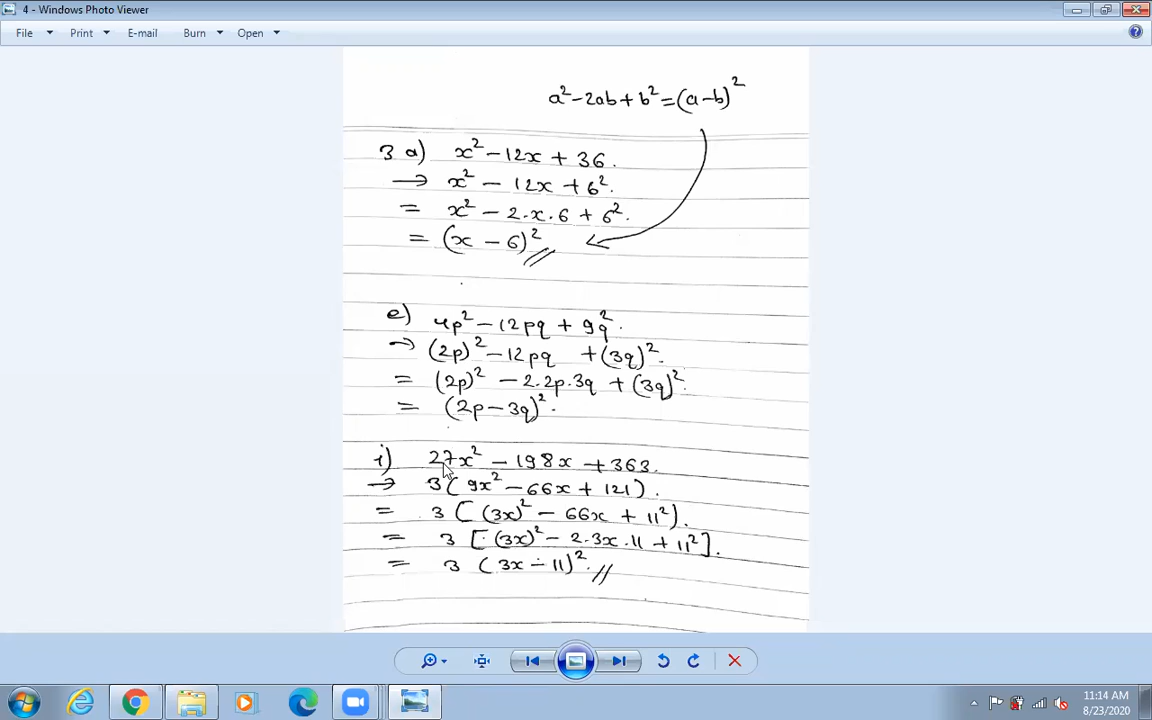 4 - Windows Photo Viewer
File Print E-mail Burn Open
a² - 2ab + b² = (a - b)²
3 a) x² - 12x + 36.
→ x² - 12x + 6².
= x² - 2.x.6 + 6².
= (x - 6)² //
e) 4p² - 12pq + 9q².
→ (2p)² - 12pq + (3q)².
= (2p)² - 2.2p.3q + (3q)².
= (2p - 3q)².
i) 27x² - 198x + 363.
→ 3(9x² - 66x + 121).
= 3[(3x)² - 66x + 11²).
= 3[(3x)² - 2.3x.11 + 11²].
= 3(3x - 11)². //
11:14 AM
8/23/2020